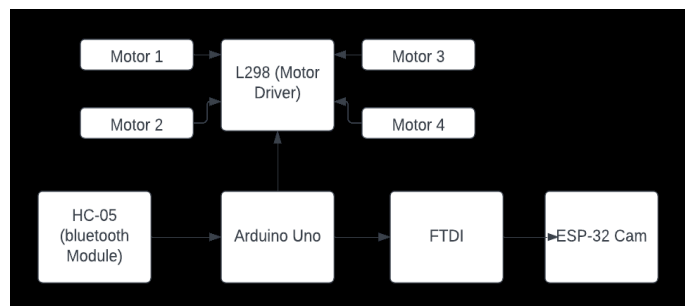 Motor 1
L298 (Motor
Driver)
Motor 3
Motor 2
Motor 4
HC-05
(bluetooth
Module)
Arduino Uno
FTDI
ESP-32 Cam